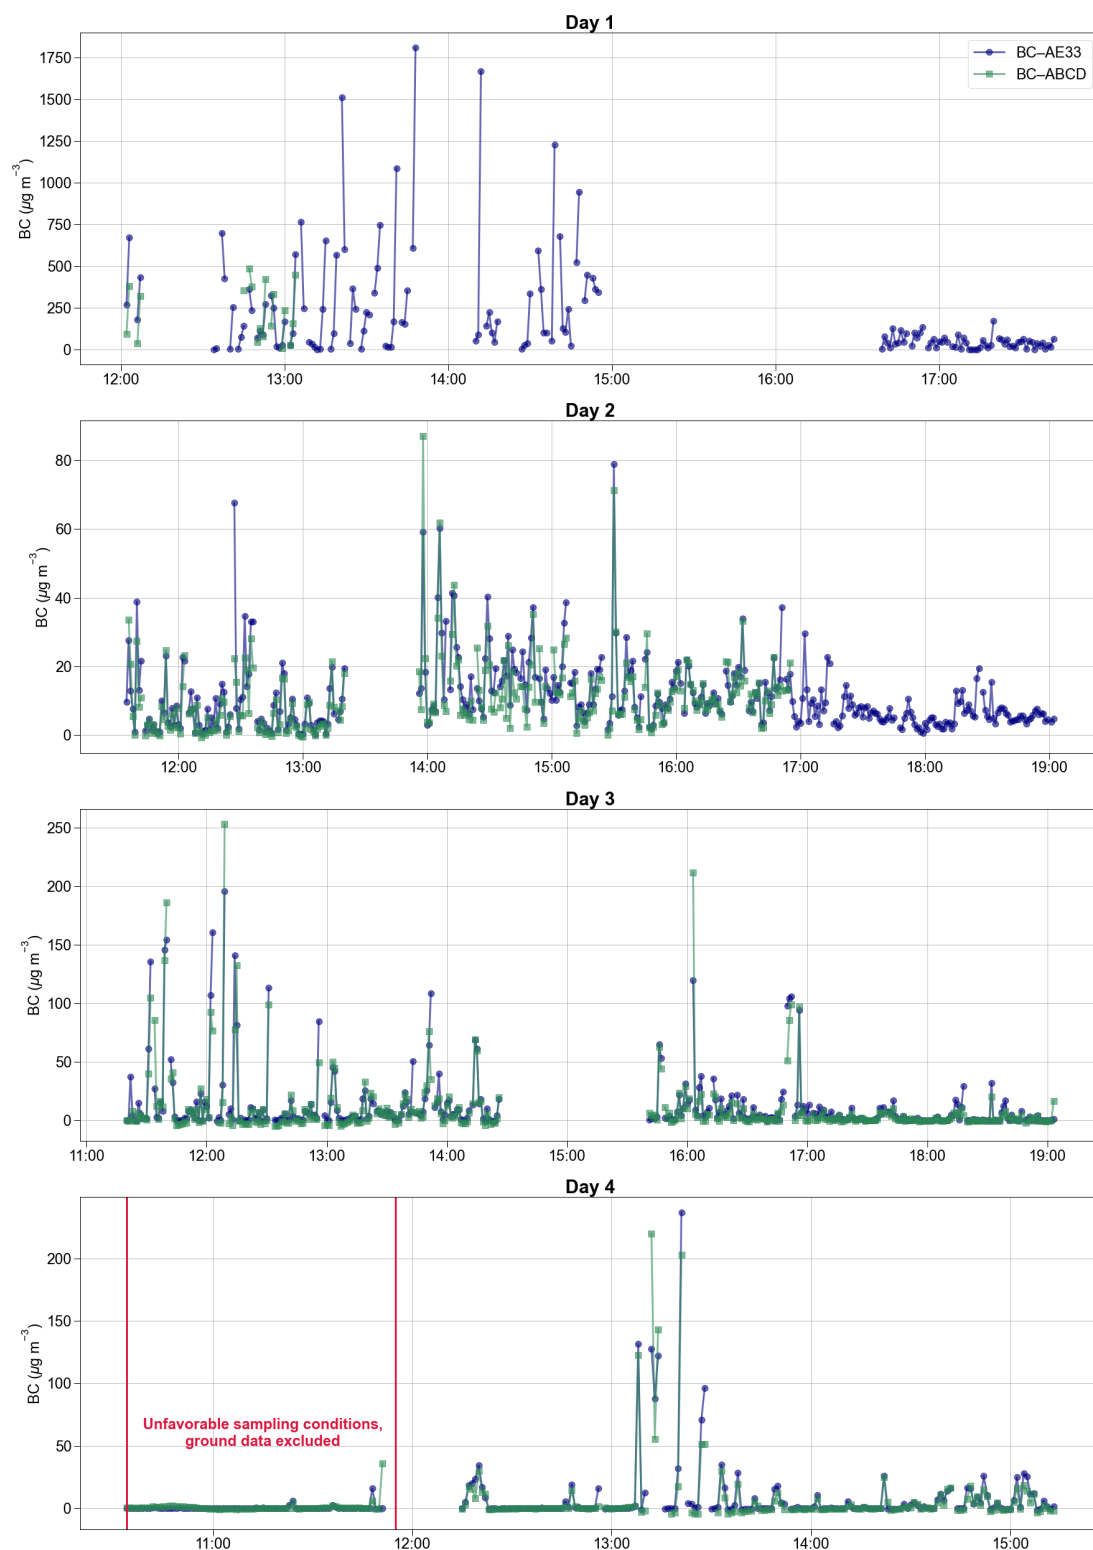 Day 1
BC–AE33
BC–ABCD
BC (μg m⁻³)
1750
1500
1250
1000
750
500
250
0
12:00 13:00 14:00 15:00 16:00 17:00
Day 2
BC (μg m⁻³)
80
60
40
20
0
12:00 13:00 14:00 15:00 16:00 17:00 18:00 19:00
Day 3
BC (μg m⁻³)
250
200
150
100
50
0
11:00 12:00 13:00 14:00 15:00 16:00 17:00 18:00 19:00
Day 4
BC (μg m⁻³)
200
150
100
50
0
Unfavorable sampling conditions,
ground data excluded
11:00 12:00 13:00 14:00 15:00